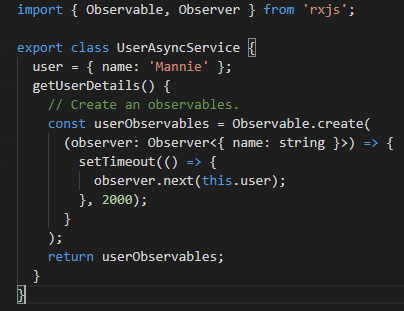 import { Observable, Observer } from 'rxjs';
export class UserAsyncService {
user = { name: 'Mannie' };
getUserDetails() {
// Create an observables.
const userObservables = Observable.create(
(observer: Observer<{ name: string }>) => {
setTimeout(() => {
observer.next(this.user);
}, 2000);
}
);
return userObservables;
}
}